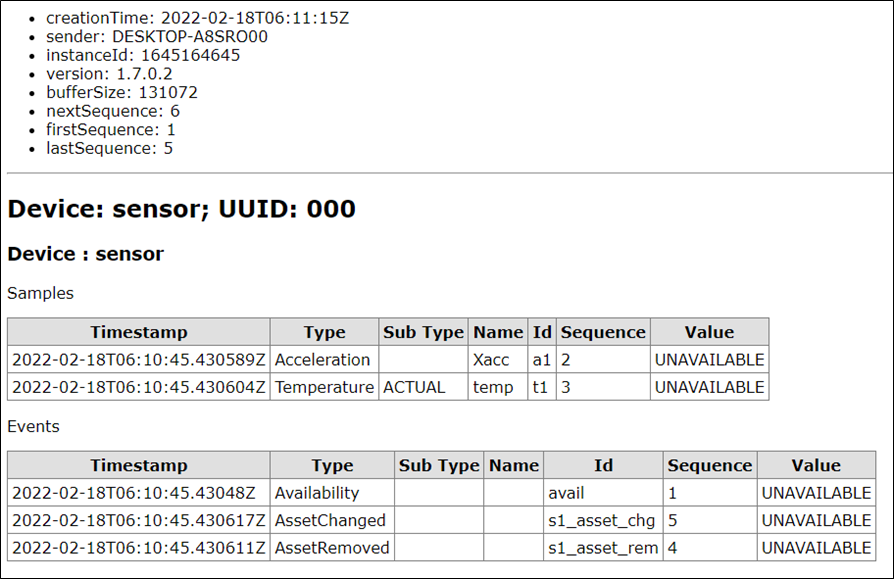 • creationTime: 2022-02-18T06:11:15Z
• sender: DESKTOP-A8SRO00
• instanceId: 1645164645
• version: 1.7.0.2
• bufferSize: 131072
• nextSequence: 6
• firstSequence: 1
• lastSequence: 5
Device: sensor; UUID: 000
Device : sensor
Samples
Timestamp Type Sub Type Name Id Sequence Value
2022-02-18T06:10:45.430589Z Acceleration Xacc a1 2 UNAVAILABLE
2022-02-18T06:10:45.430604Z Temperature ACTUAL temp t1 3 UNAVAILABLE
Events
Timestamp Type Sub Type Name Id Sequence Value
2022-02-18T06:10:45.43048Z Availability avail 1 UNAVAILABLE
2022-02-18T06:10:45.430617Z AssetChanged s1_asset_chg 5 UNAVAILABLE
2022-02-18T06:10:45.430611Z AssetRemoved s1_asset_rem 4 UNAVAILABLE